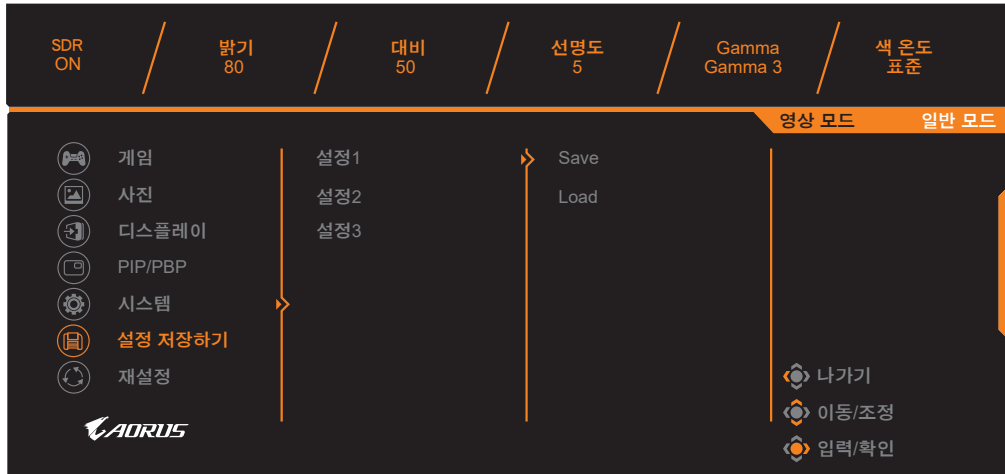 SDR
ON
밝기
80
대비
50
선명도
5
Gamma
Gamma 3
색 온도
표준
영상 모드
일반 모드
게임
사진
디스플레이
PIP/PBP
시스템
설정 저장하기
재설정
설정1
설정2
설정3
Save
Load
나가기
이동/조정
입력/확인
AORUS